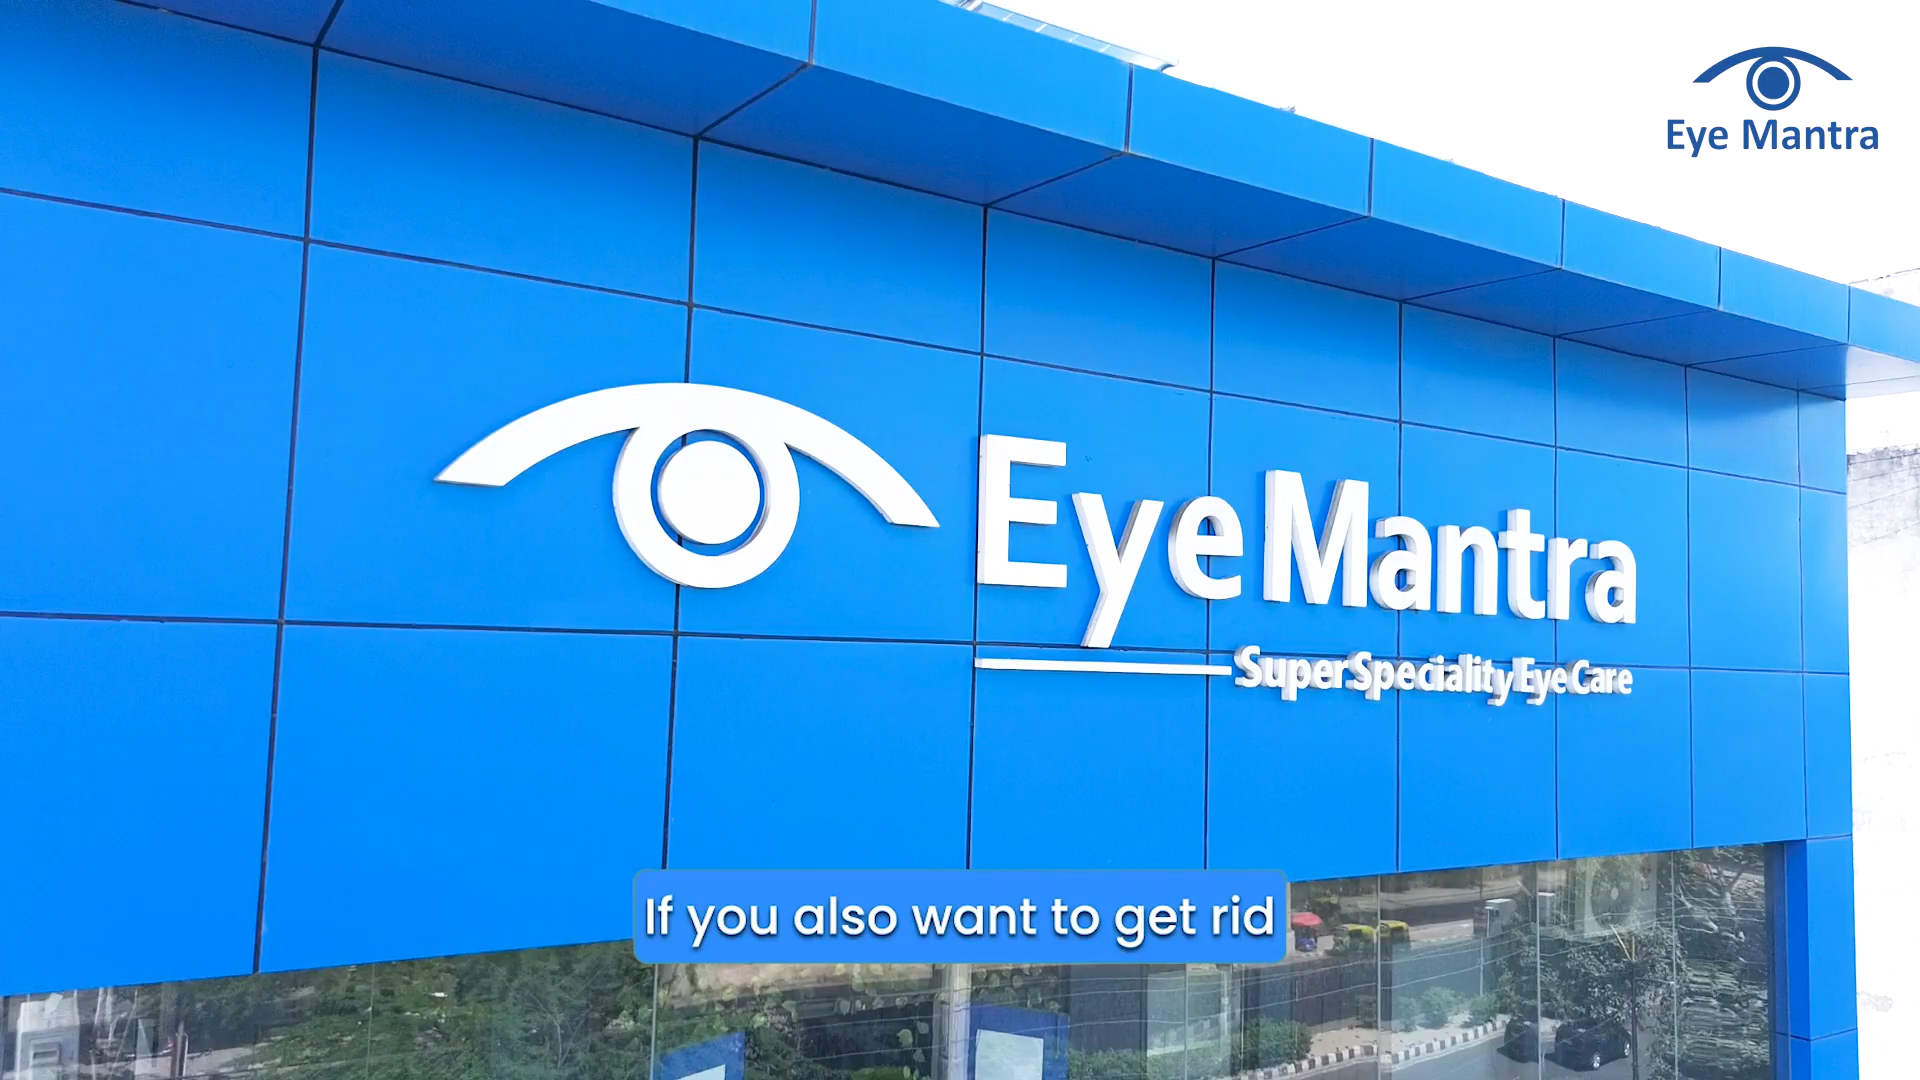 Eye Mantra
Eye Mantra
Super Speciality Eye Care
If you also want to get rid